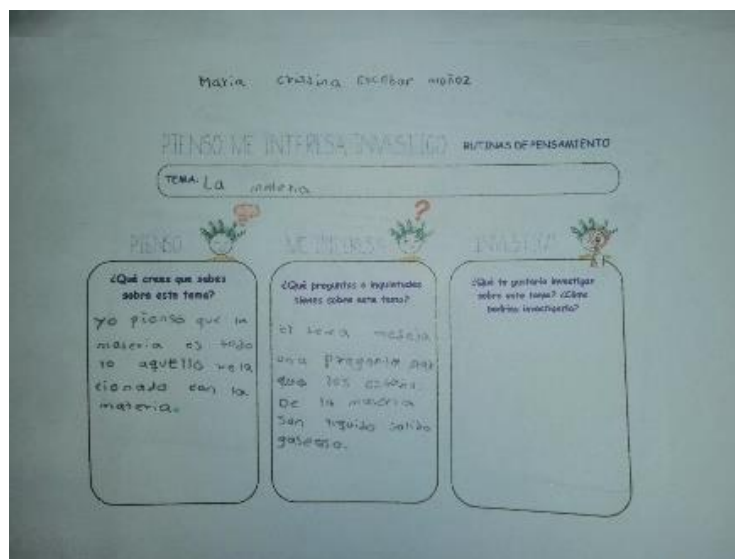 Maria Cristina Escobar muñoz
PIENSO ME INTERESA INVESTIGO RUTINAS DE PENSAMIENTO
TEMA: La materia
PIENSO
ME INTERESA
INVESTIGO
¿Qué crees que sabes
sobre este tema?
yo pienso que la
materia es todo
lo aquello rela
cionado con la
materia.
¿Qué preguntas o inquietudes
tienes sobre este tema?
El tema
una pregunta
que los
De la materia
son liquido solido
gaseoso.
¿Qué te gustaría investigar
sobre este tema? ¿Cómo
podrías investigarlo?